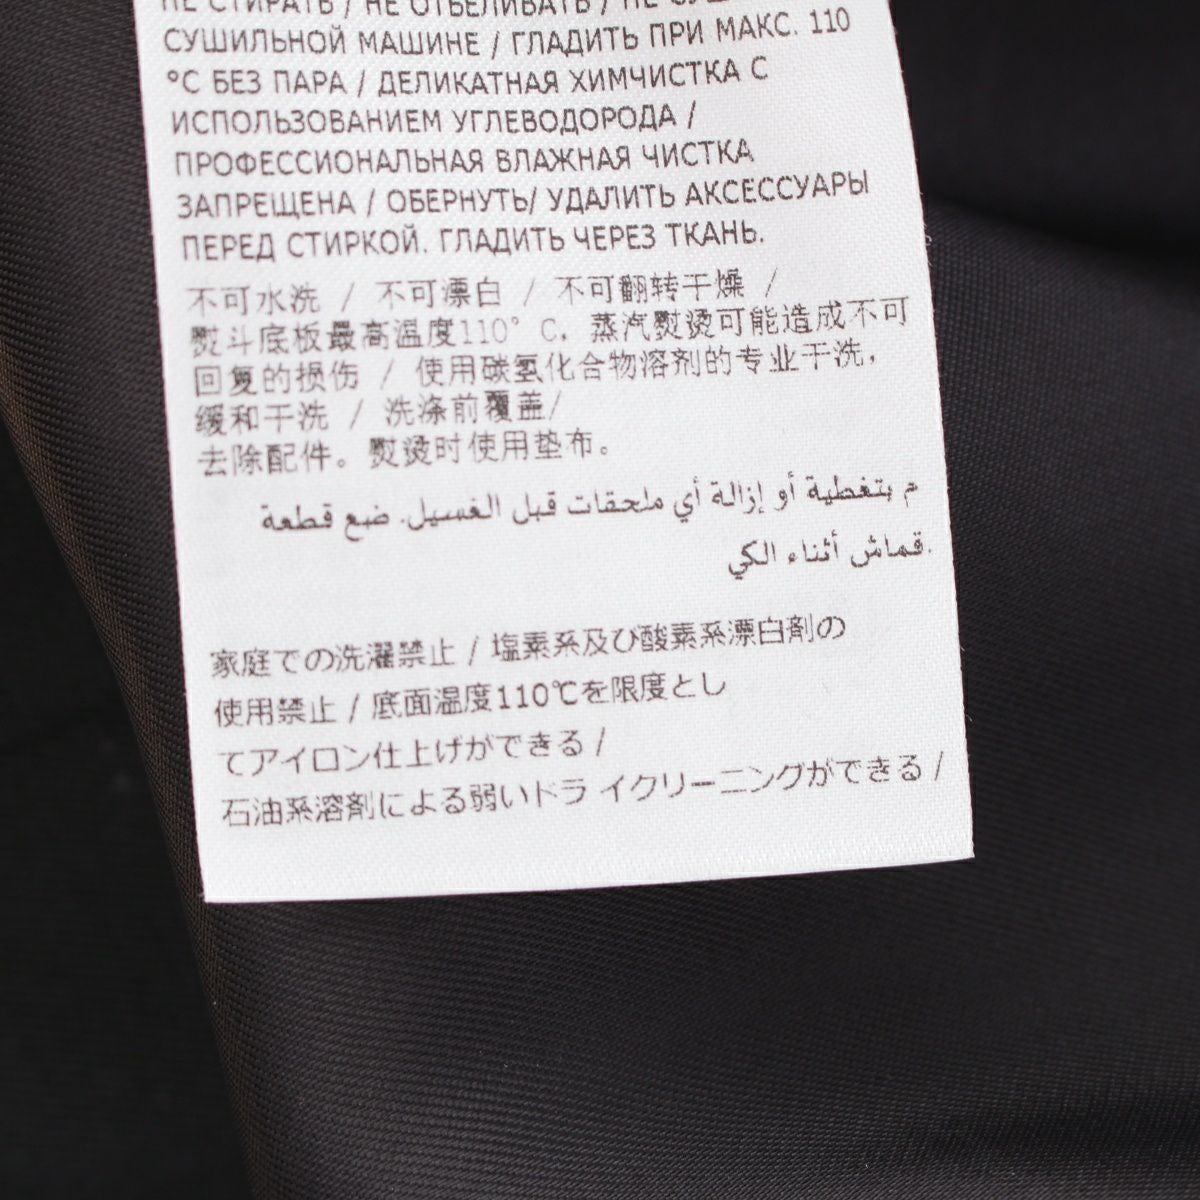 НЕ СТИРАТЬ / НЕ ОТБЕЛИВАТЬ / НЕ
СУШИЛЬНОЙ МАШИНЕ / ГЛАДИТЬ ПРИ МАКС. 110
°C БЕЗ ПАРА / ДЕЛИКАТНАЯ ХИМЧИСТКА С
ИСПОЛЬЗОВАНИЕМ УГЛЕВОДОРОДА /
ПРОФЕССИОНАЛЬНАЯ ВЛАЖНАЯ ЧИСТКА
ЗАПРЕЩЕНА / ОБЕРНУТЬ/ УДАЛИТЬ АКСЕССУАРЫ
ПЕРЕД СТИРКОЙ. ГЛАДИТЬ ЧЕРЕЗ ТКАНЬ.
不可水洗 / 不可漂白 / 不可翻转干燥 /
熨斗底板最高温度110°C，蒸汽熨烫可能造成不可
回复的损伤 / 使用碳氢化合物溶剂的专业干洗，
缓和干洗 / 洗涤前覆盖/
去除配件。熨烫时使用垫布。
م بتغطية أو إزالة أي ملحقات قبل الغسيل. ضع قطعة
قماش أثناء الكي.
家庭での洗濯禁止 / 塩素系及び酸素系漂白剤の
使用禁止 / 底面温度110℃を限度とし
てアイロン仕上げができる /
石油系溶剤による弱いドラ イクリーニングができる /